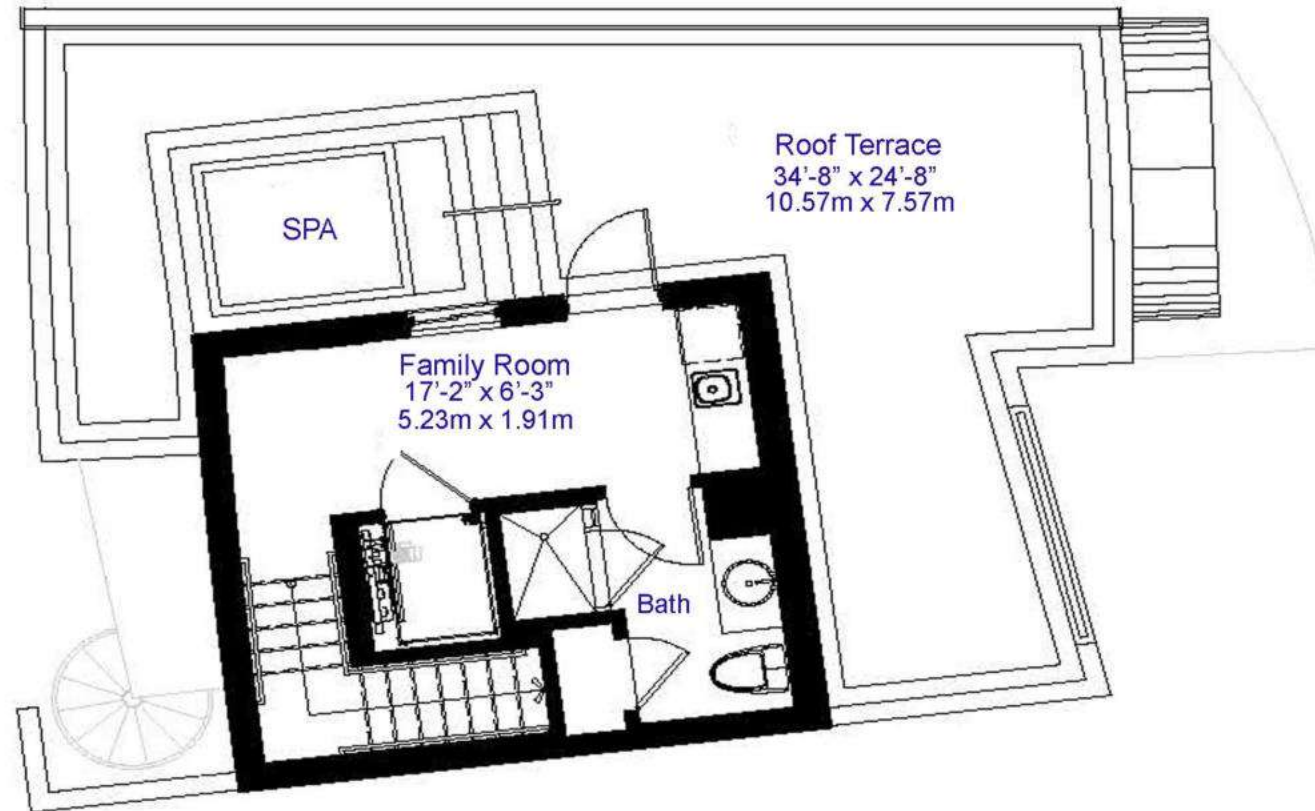 Roof Terrace
34'-8” x 24'-8”
10.57m x 7.57m
SPA
Family Room
17'-2” x 6'-3”
5.23m x 1.91m
Bath